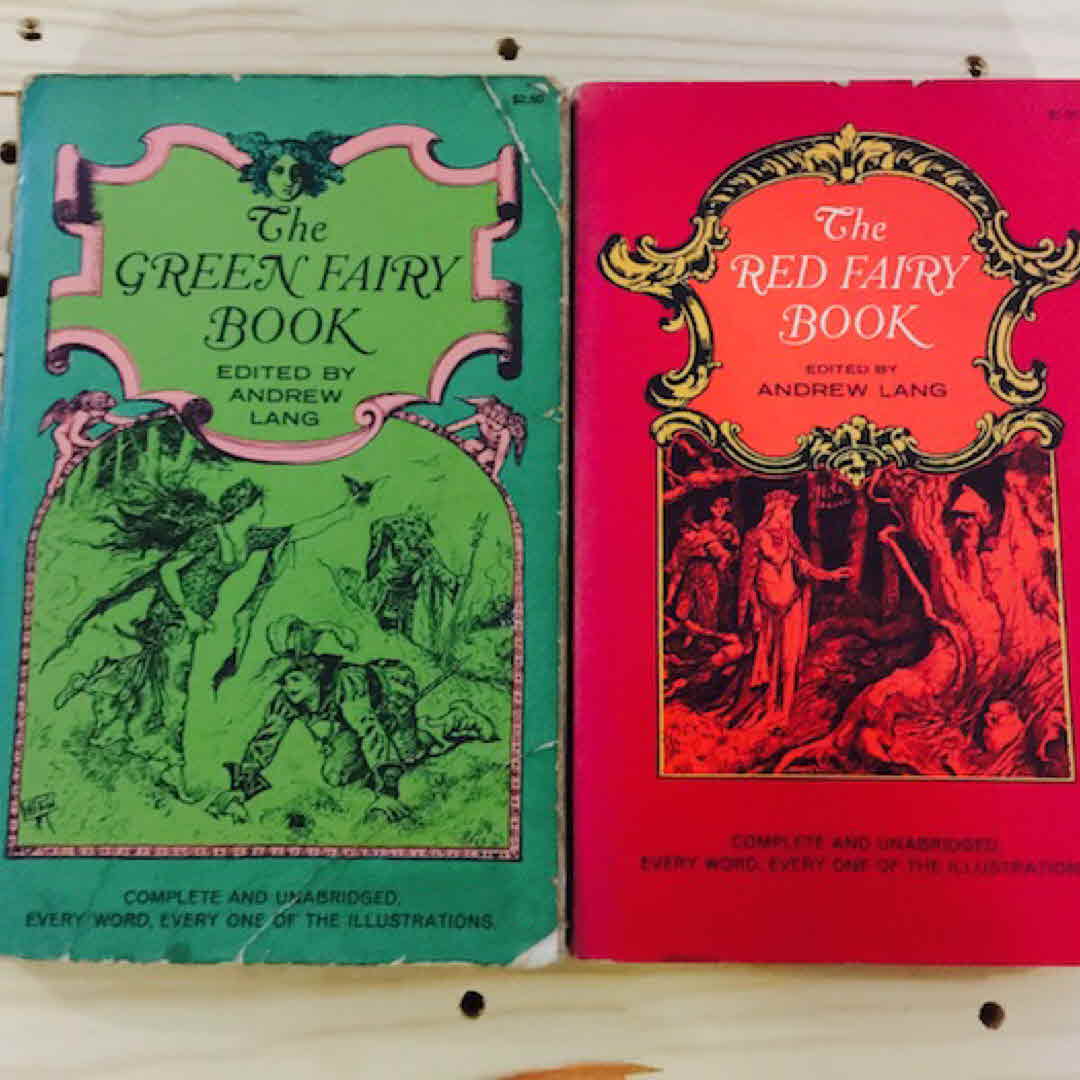 $2.50
The
GREEN FAIRY
BOOK
EDITED BY
ANDREW
LANG
COMPLETE AND UNABRIDGED,
EVERY WORD, EVERY ONE OF THE ILLUSTRATIONS.
The
RED FAIRY
BOOK
EDITED BY
ANDREW LANG
COMPLETE AND UNABRIDGED,
EVERY WORD, EVERY ONE OF THE ILLUSTRATIONS